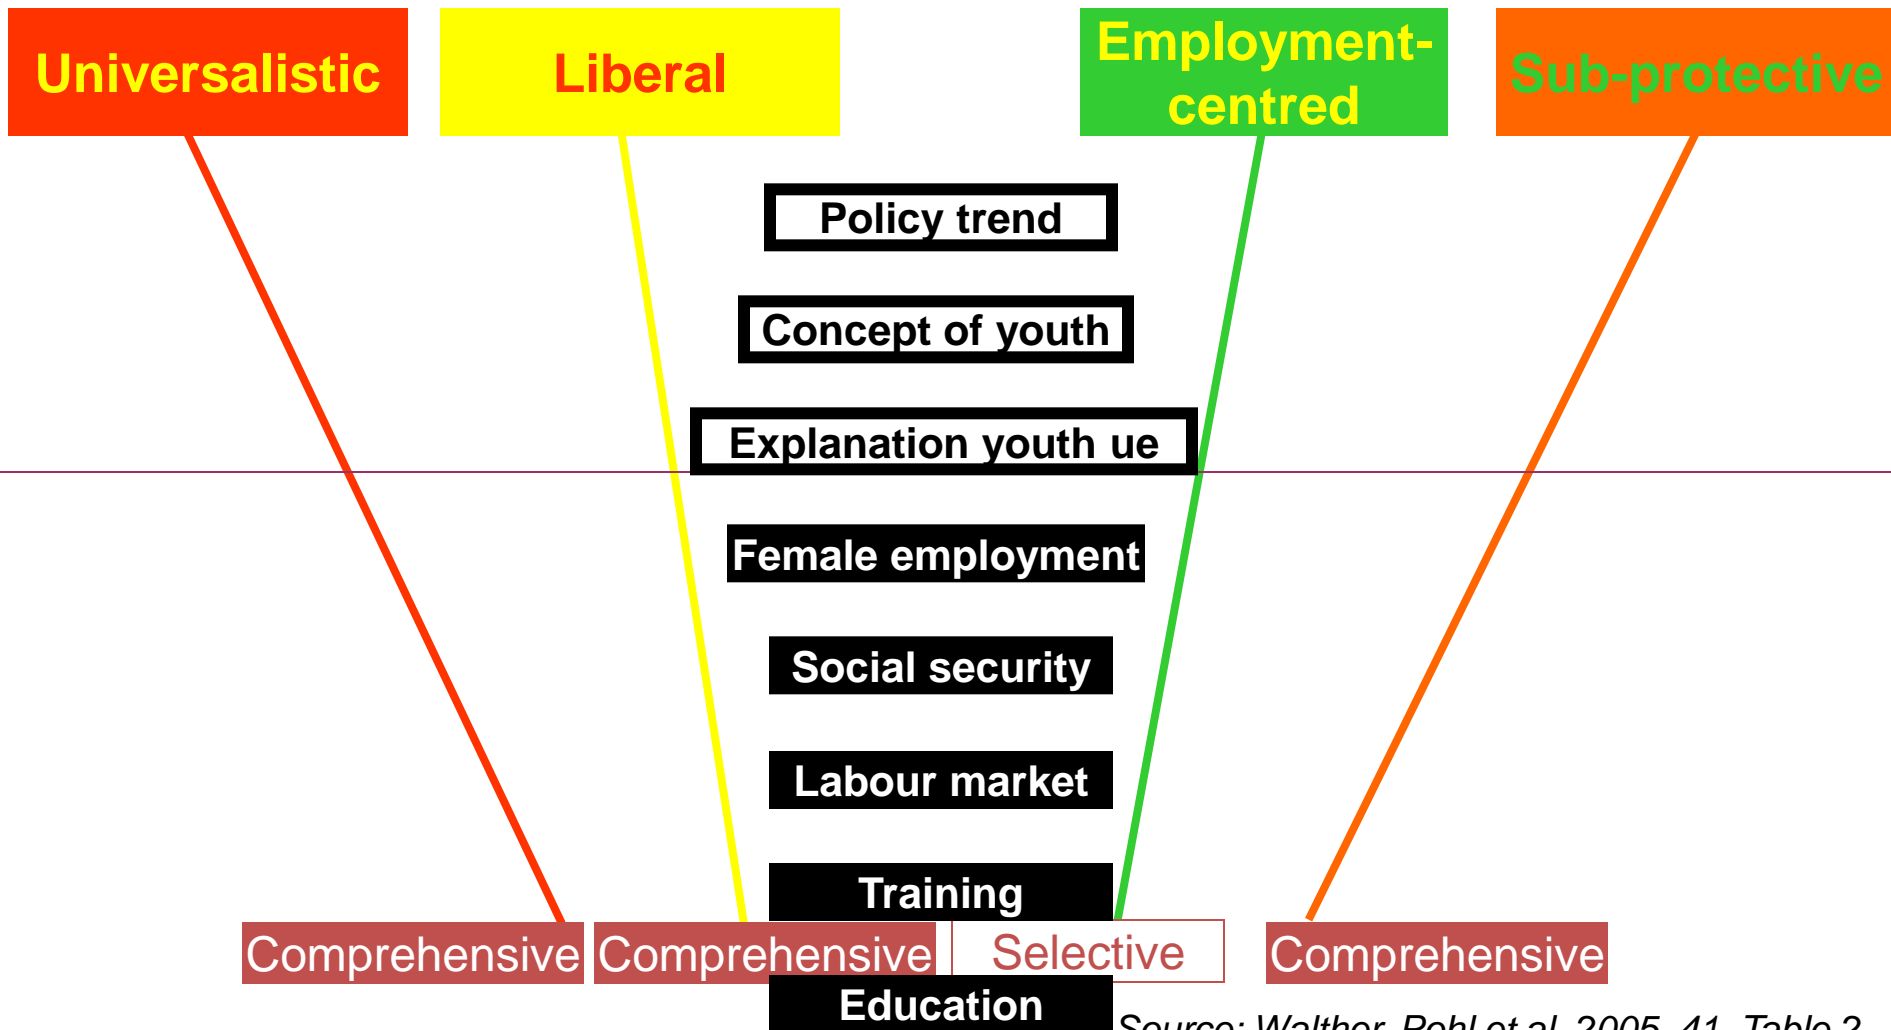 Universalistic
Liberal
Employment-
centred
Sub-protective
Policy trend
Concept of youth
Explanation youth ue
Female employment
Social security
Labour market
Training
Comprehensive
Comprehensive
Selective
Comprehensive
Education
Source: Walther, Pohl et al. 2005, 41, Table 2